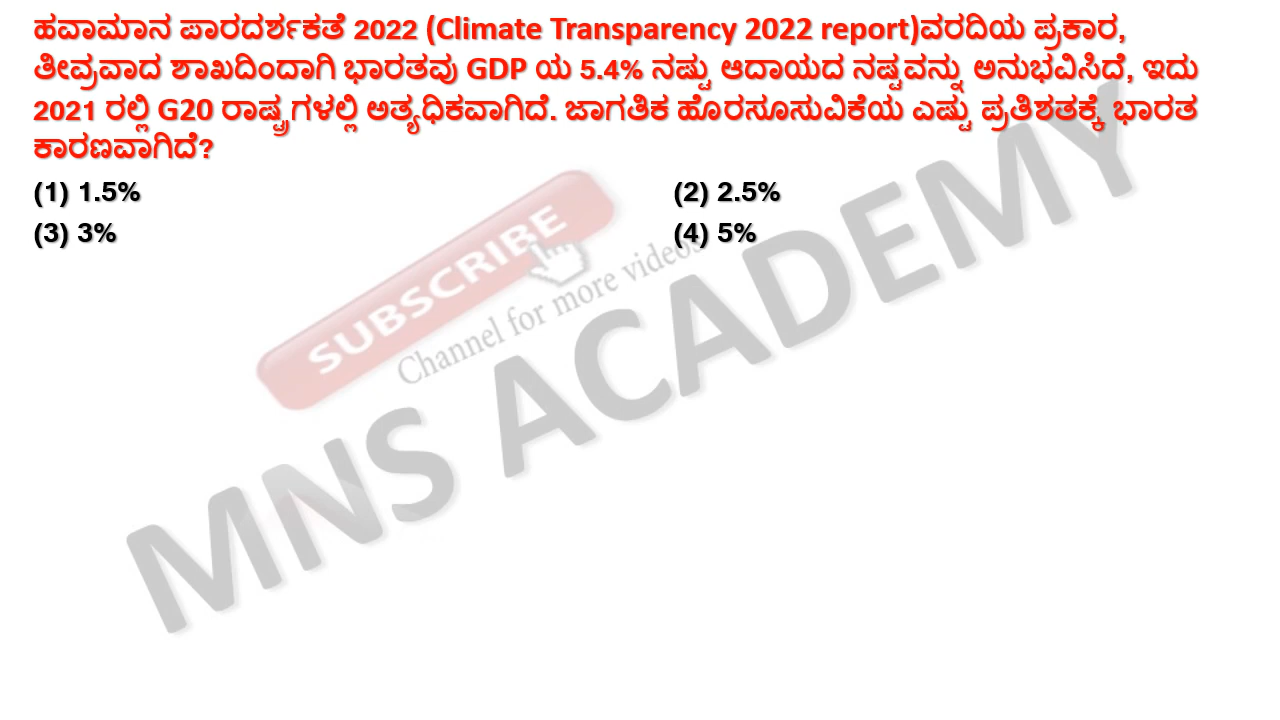 ಹವಾಮಾನ ಪಾರದರ್ಶಕತೆ 2022 (Climate Transparency 2022 report)ವರದಿಯ ಪ್ರಕಾರ,
ತೀವ್ರವಾದ ಶಾಖದಿಂದಾಗಿ ಭಾರತವು GDP ಯ 5.4% ನಷ್ಟು ಆದಾಯದ ನಷ್ಟವನ್ನು ಅನುಭವಿಸಿದೆ, ಇದು
2021 ರಲ್ಲಿ G20 ರಾಷ್ಟ್ರಗಳಲ್ಲಿ ಅತ್ಯಧಿಕವಾಗಿದೆ. ಜಾಗತಿಕ ಹೊರಸೂಸುವಿಕೆಯ ಎಷ್ಟು ಪ್ರತಿಶತಕ್ಕೆ ಭಾರತ
ಕಾರಣವಾಗಿದೆ?
(1) 1.5% (2) 2.5%
(3) 3% (4) 5%
SUBSCRIBE
Channel for more videos
MNS ACADEMY